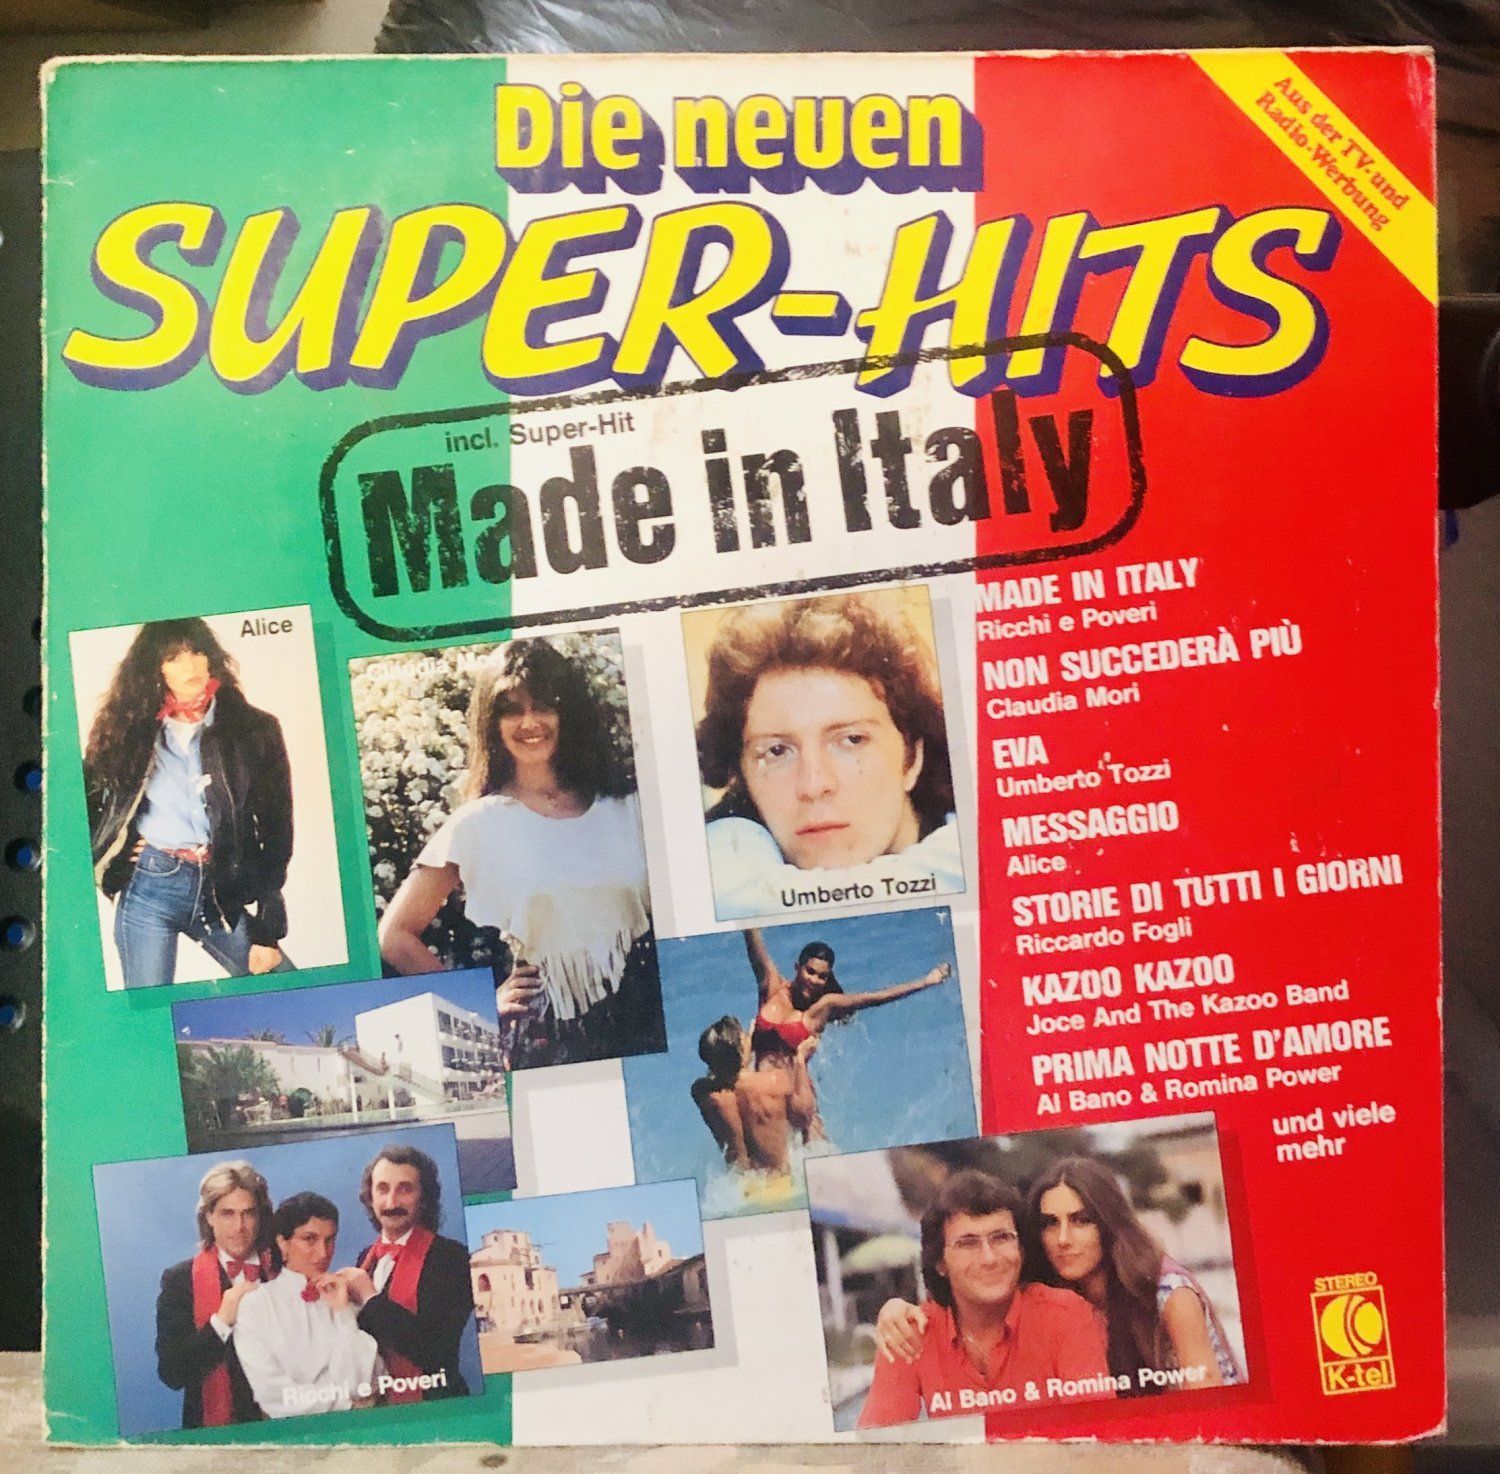 Die neuen
Aus der TV- und
Radio-Werbung
SUPER-HITS
incl. Super-Hit
Made in Italy
MADE IN ITALY
Ricchi e Poveri
NON SUCCEDERÀ PIÙ
Claudia Mori
EVA
Umberto Tozzi
MESSAGGIO
Alice
STORIE DI TUTTI I GIORNI
Riccardo Fogli
KAZOO KAZOO
Joce And The Kazoo Band
PRIMA NOTTE D'AMORE
Al Bano & Romina Power
und viele
mehr
Alice
Claudia Mori
Umberto Tozzi
Ricchi e Poveri
Al Bano & Romina Power
STEREO
K-tel